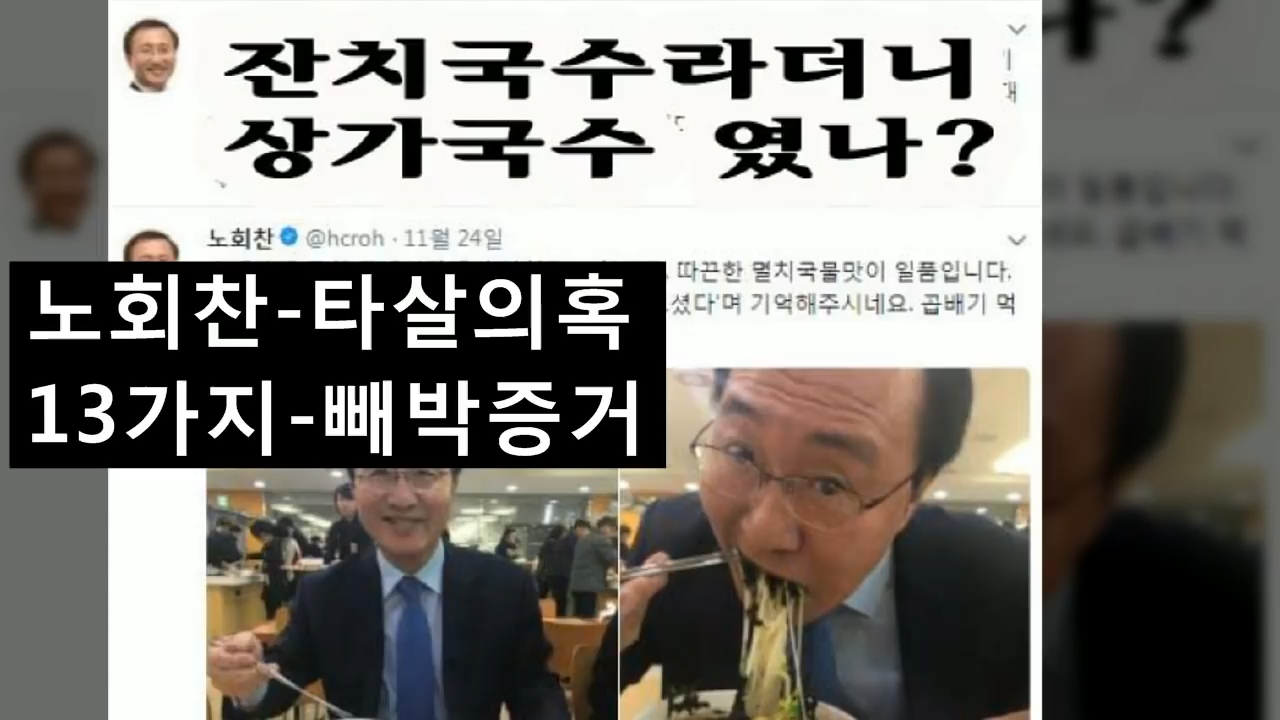 잔치국수라더니
상가국수 였나?
노회찬 @hcroh · 11월 24일
따끈한 멸치국물맛이 일품입니다.
셨다'며 기억해주시네요. 곱배기 먹
노회찬-타살의혹
13가지-빼박증거